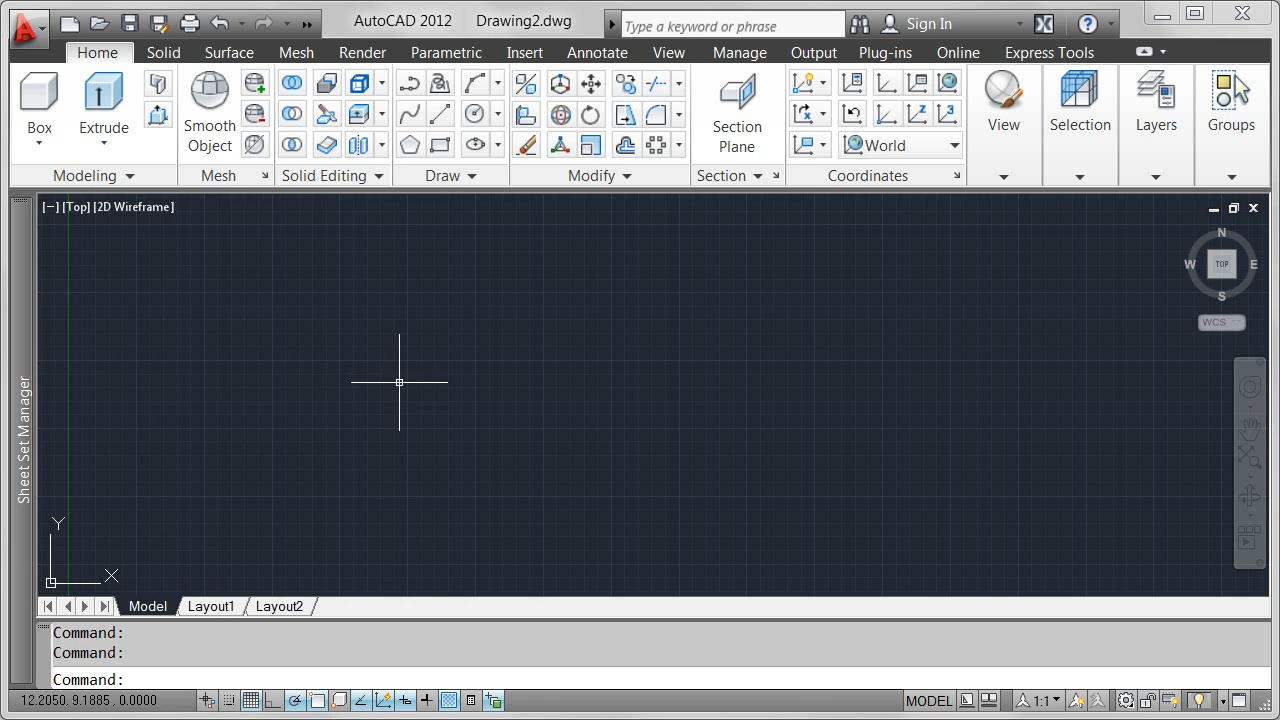 AutoCAD 2012 Drawing2.dwg Type a keyword or phrase Sign In
Home Solid Surface Mesh Render Parametric Insert Annotate View Manage Output Plug-ins Online Express Tools
Box Extrude Smooth Object Section Plane World View Selection Layers Groups
Modeling Mesh Solid Editing Draw Modify Section Coordinates
[−] [Top] [2D Wireframe]
N
W TOP E
S
WCS
Sheet Set Manager
Y
X
Model Layout1 Layout2
Command:
Command:
Command:
12.2050, 9.1885 , 0.0000 MODEL 1:1